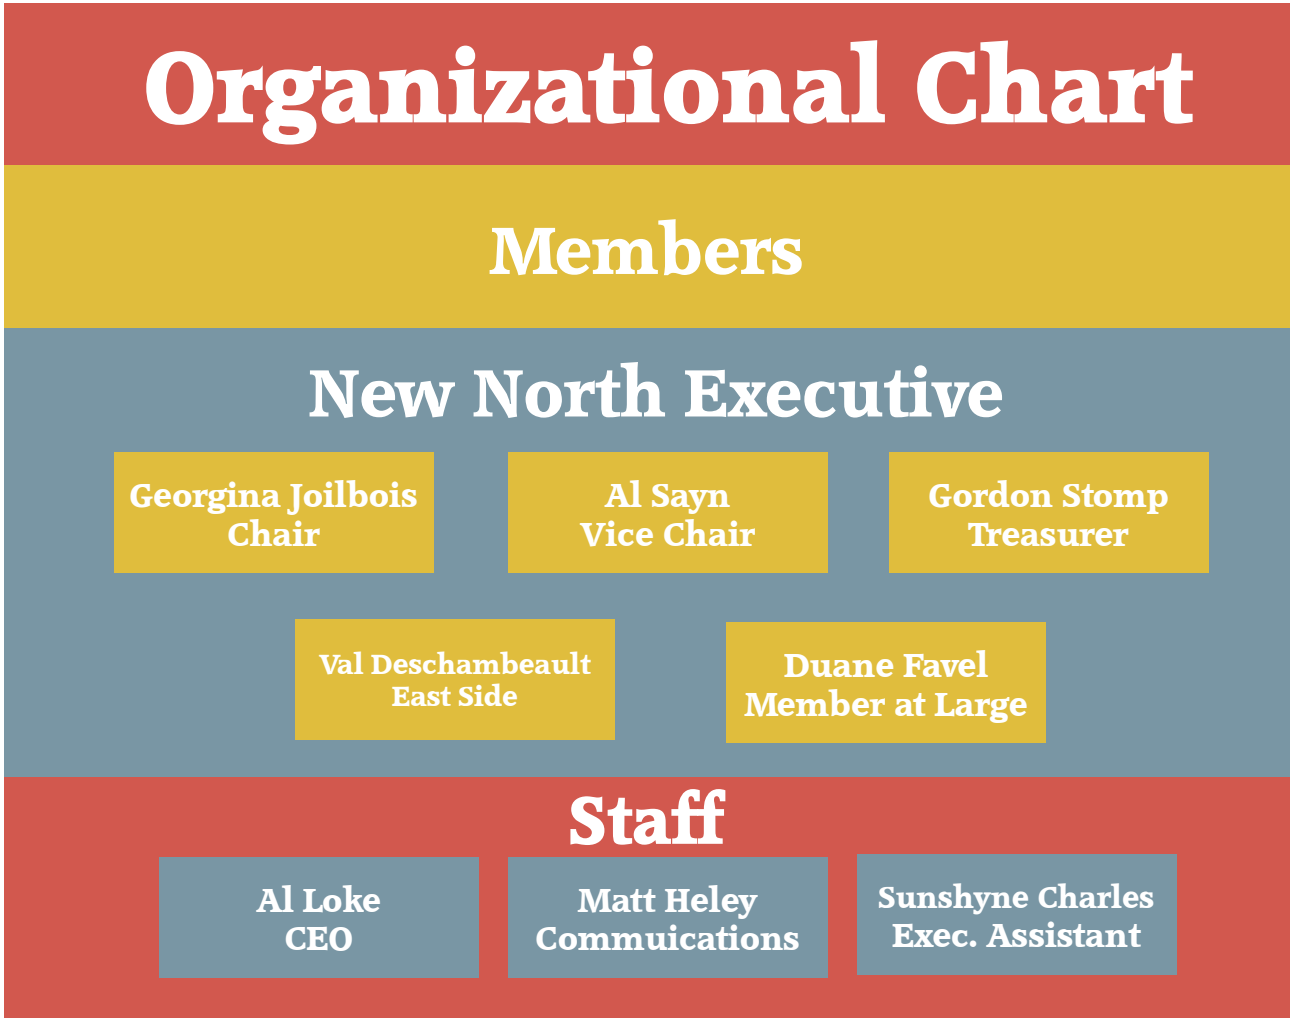 Organizational Chart
Members
New North Executive
Georgina Joilbois
Chair
Al Sayn
Vice Chair
Gordon Stomp
Treasurer
Val Deschambeault
East Side
Duane Favel
Member at Large
Staff
Al Loke
CEO
Matt Heley
Commuications
Sunshyne Charles
Exec. Assistant